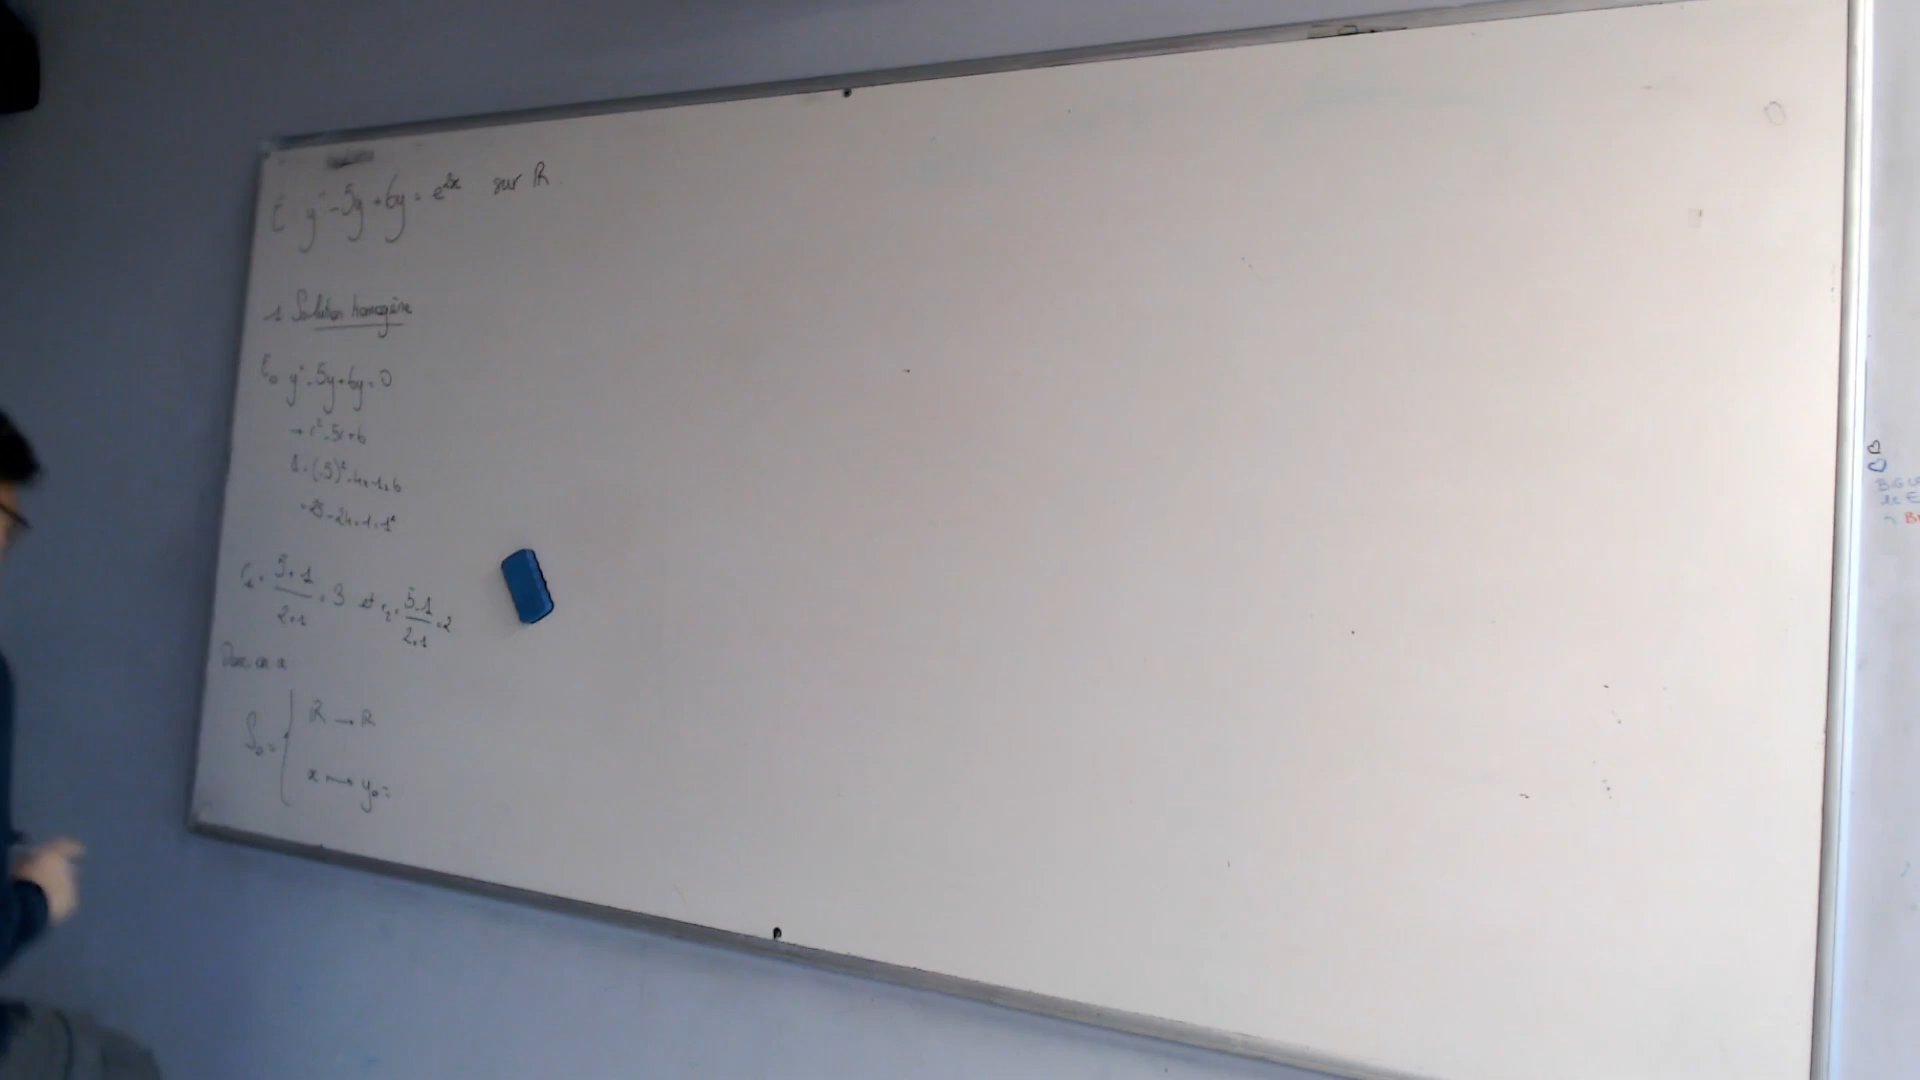 E y'' - 5y' + 6y = e^{2x} sur ℝ.
1 Solution homogène
E₀ y'' - 5y' + 6y = 0
→ r² - 5r + 6
Δ = (-5)² - 4 × 1 × 6
= 25 - 24 = 1 = 1²
r₁ = (5+1)/(2×1) = 3 et r₂ = (5-1)/(2×1) = 2
Donc, on a
S₀ = { ℝ → ℝ
x ↦ y₀ =